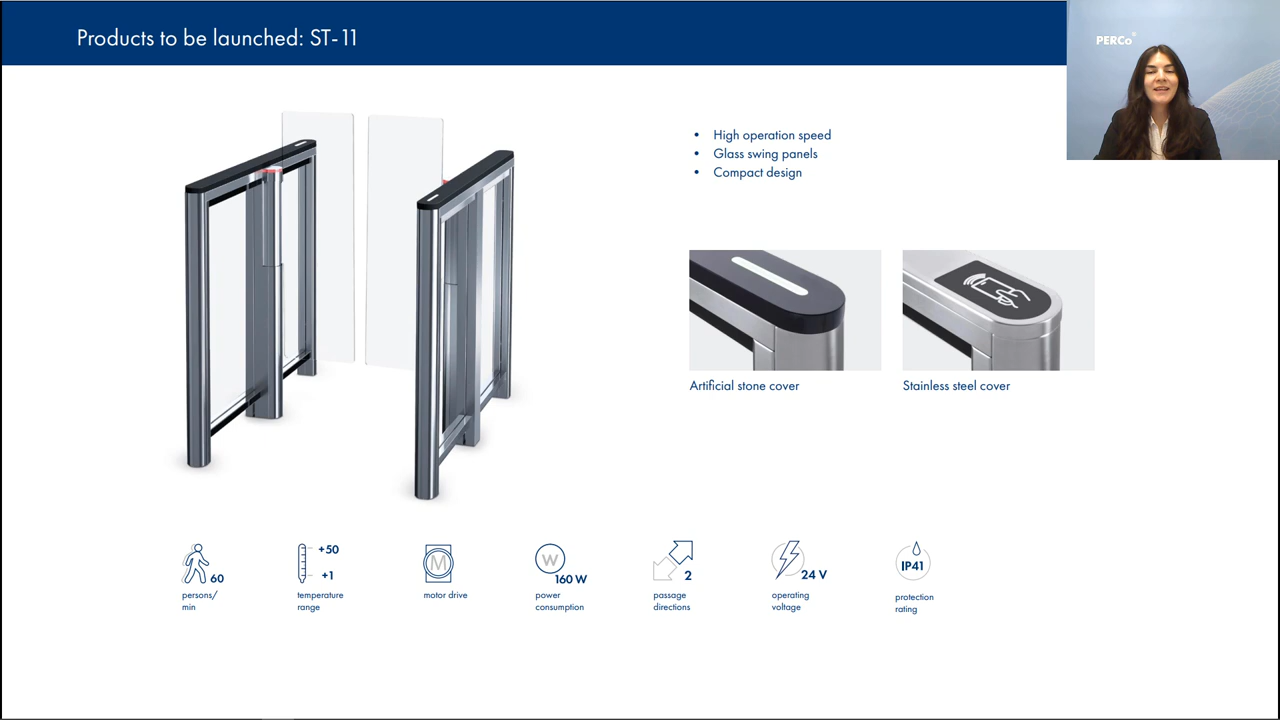 Products to be launched: ST-11
PERCo®
• High operation speed
• Glass swing panels
• Compact design
Artificial stone cover
Stainless steel cover
60
persons/
min
+50
+1
temperature
range
M
motor drive
W
160 W
power
consumption
2
passage
directions
24 V
operating
voltage
IP41
protection
rating